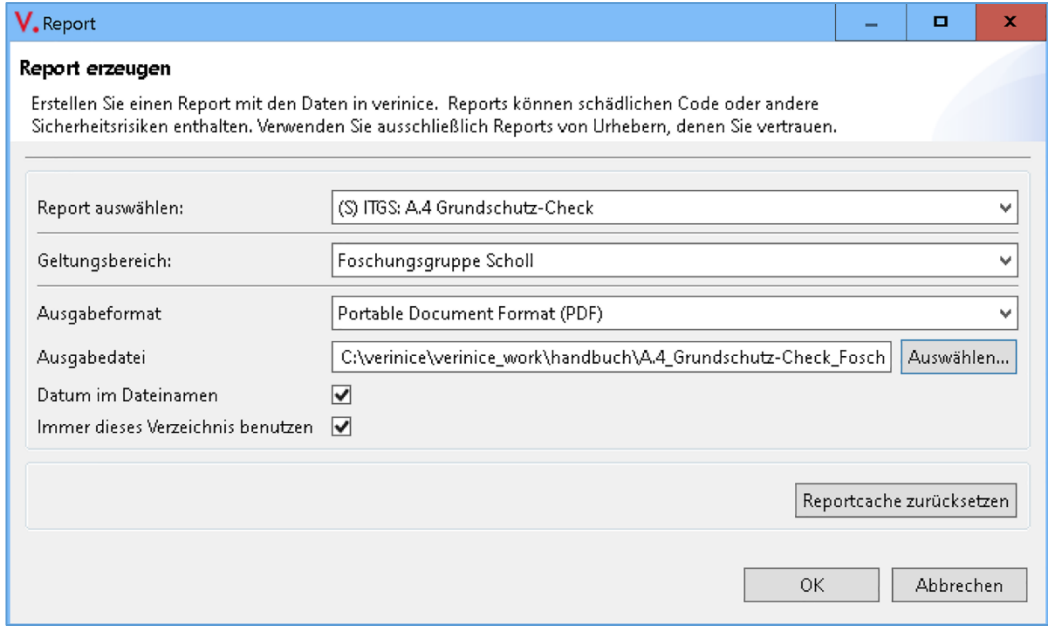 V. Report
Report erzeugen
Erstellen Sie einen Report mit den Daten in verinice. Reports können schädlichen Code oder andere
Sicherheitsrisiken enthalten. Verwenden Sie ausschließlich Reports von Urhebern, denen Sie vertrauen.
Report auswählen: (S) ITGS: A.4 Grundschutz-Check
Geltungsbereich: Foschungsgruppe Scholl
Ausgabeformat Portable Document Format (PDF)
Ausgabedatei C:\verinice\verinice_work\handbuch\A.4_Grundschutz-Check_Fosch Auswählen...
Datum im Dateinamen
Immer dieses Verzeichnis benutzen
Reportcache zurücksetzen
OK Abbrechen